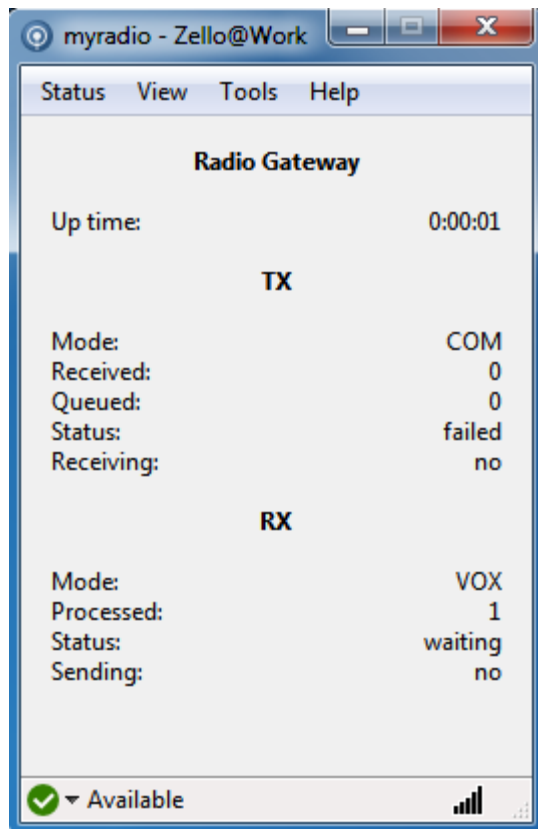 myradio - Zello@Work
Status View Tools Help
Radio Gateway
Up time: 0:00:01
TX
Mode: COM
Received: 0
Queued: 0
Status: failed
Receiving: no
RX
Mode: VOX
Processed: 1
Status: waiting
Sending: no
Available